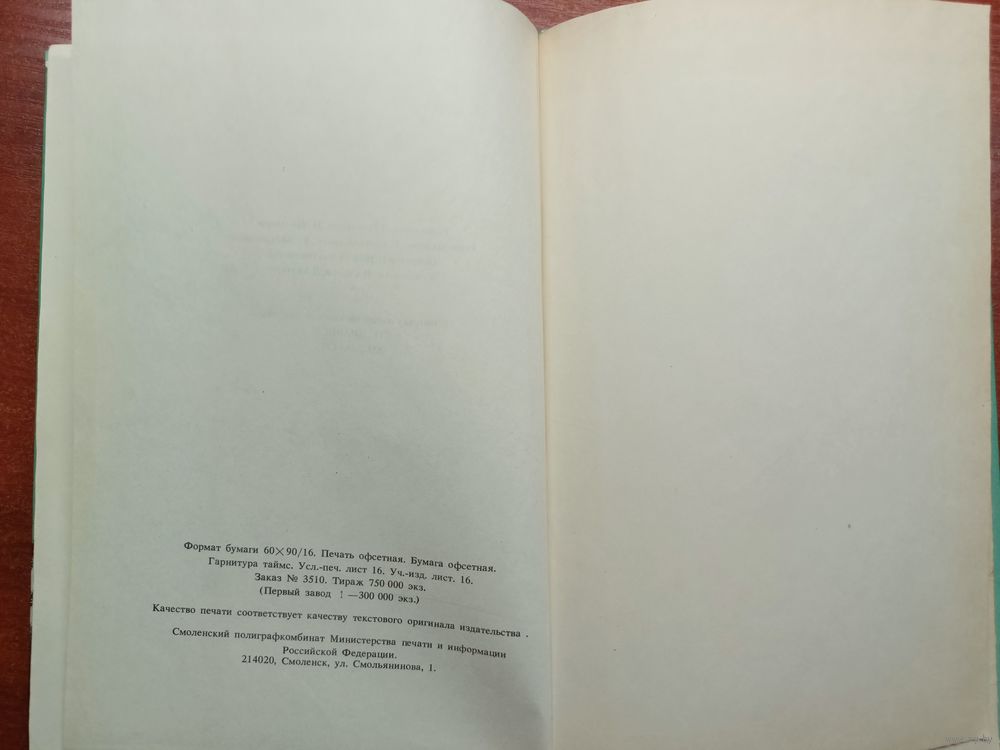 Формат бумаги 60×90/16. Печать офсетная. Бумага офсетная.
Гарнитура таймс. Усл.-печ. лист 16. Уч.-изд. лист. 16.
Заказ № 3510. Тираж 750 000 экз.
(Первый завод 1 —300 000 экз.)
Качество печати соответствует качеству текстового оригинала издательства .
Смоленский полиграфкомбинат Министерства печати и информации
Российской Федерации.
214020, Смоленск, ул. Смольянинова, 1.